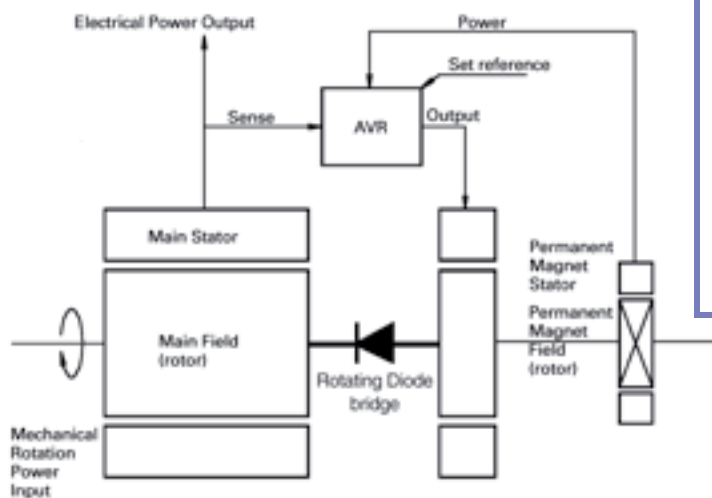 Electrical Power Output
Power
Set reference
Sense
AVR
Output
Main Stator
Permanent
Magnet
Stator
Main Field
(rotor)
Permanent
Magnet
Field
(rotor)
Rotating Diode
bridge
Mechanical
Rotation
Power
Input